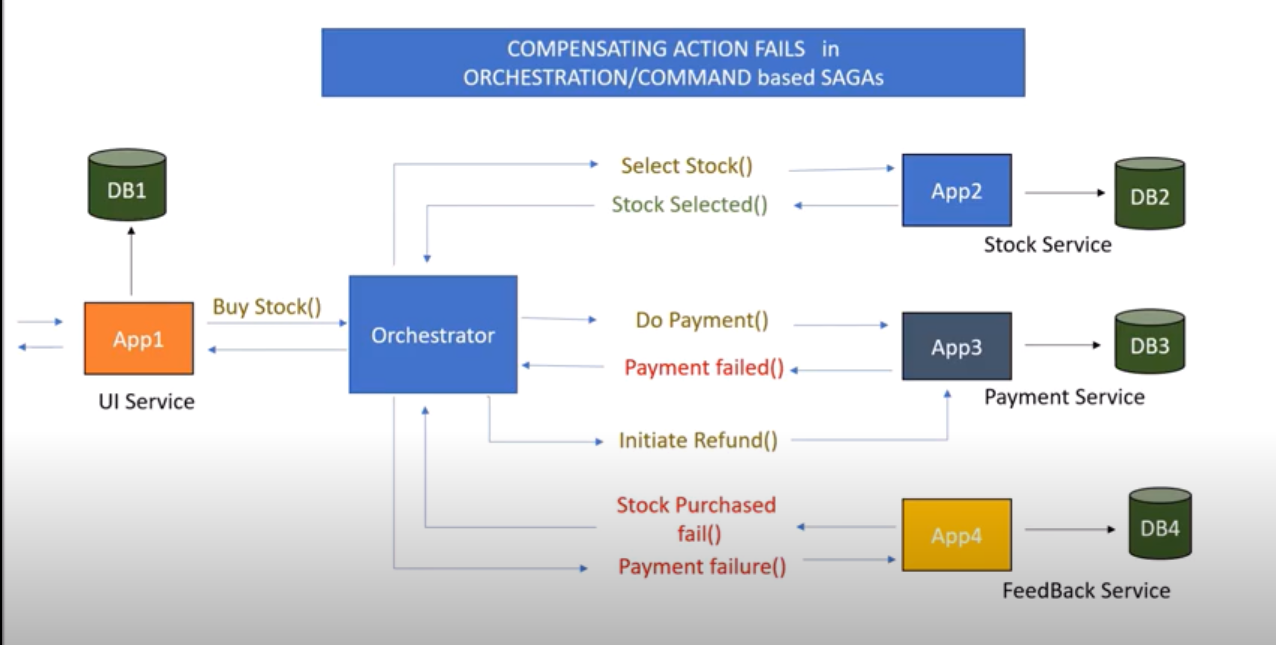 COMPENSATING ACTION FAILS in
ORCHESTRATION/COMMAND based SAGAs
DB1
Select Stock()
Stock Selected()
App2
DB2
Stock Service
Buy Stock()
App1
UI Service
Orchestrator
Do Payment()
Payment failed()
App3
DB3
Payment Service
Initiate Refund()
Stock Purchased
fail()
Payment failure()
App4
DB4
FeedBack Service